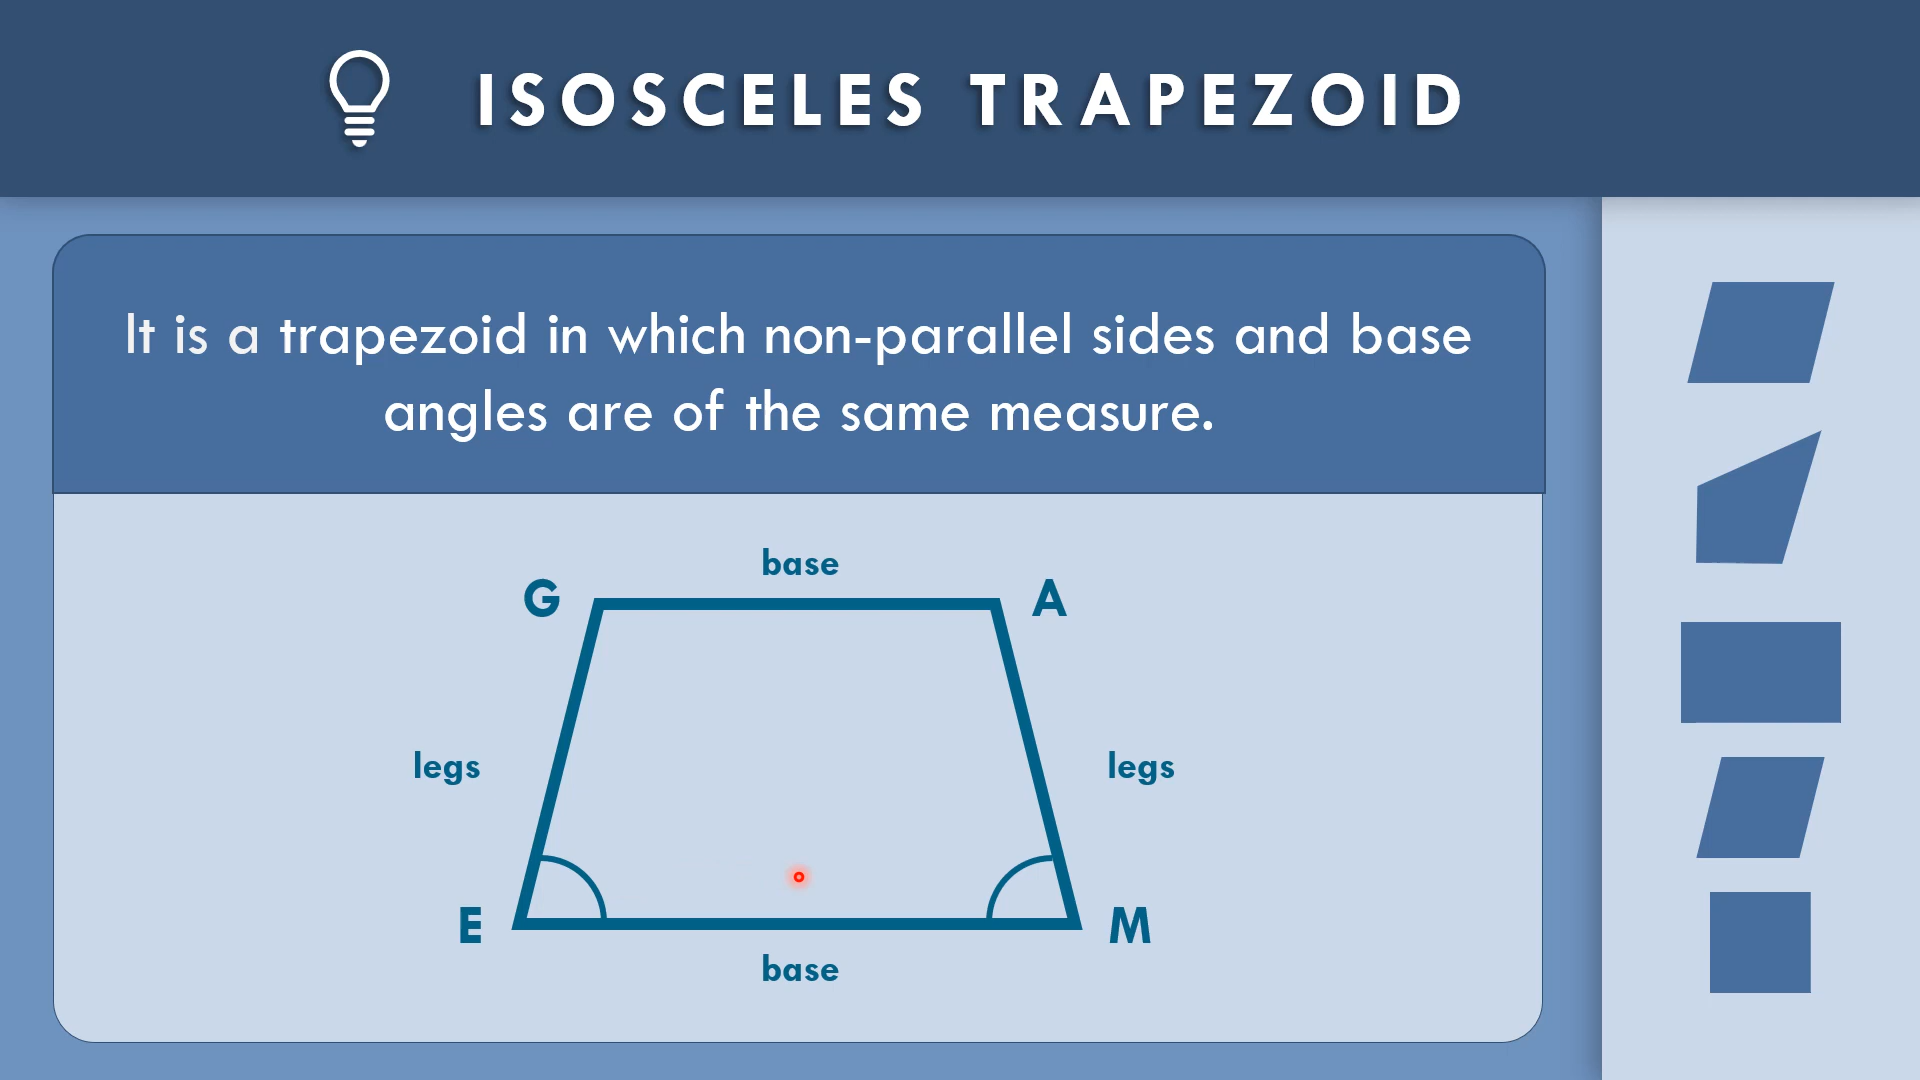 ISOSCELES TRAPEZOID
It is a trapezoid in which non-parallel sides and base
angles are of the same measure.
base
G
A
legs
legs
E
M
base